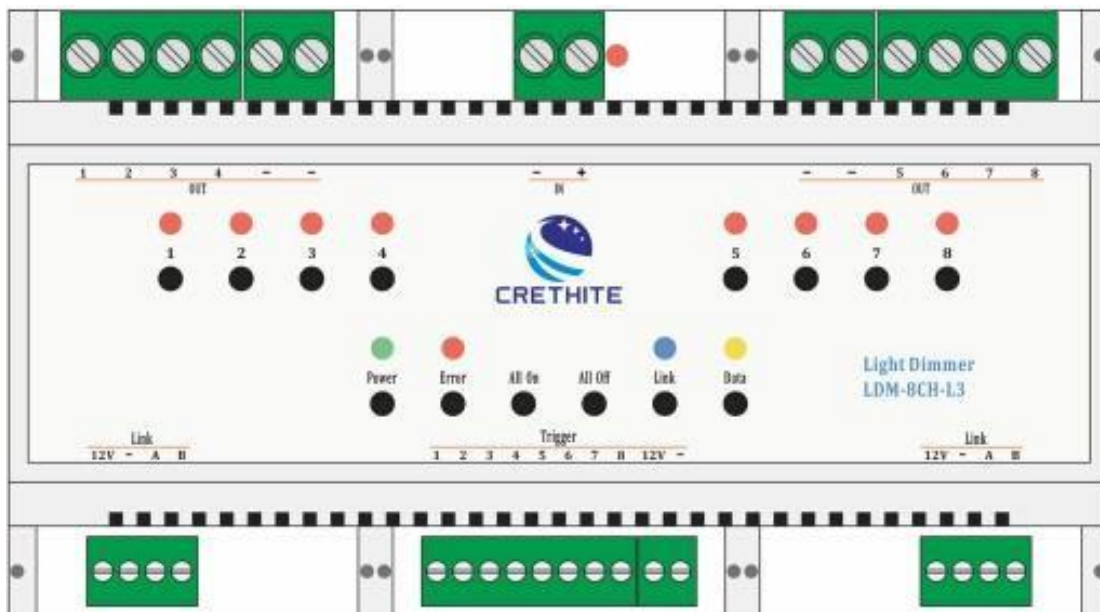 1 2 3 4 - -
OUT
- +
IN
- - 5 6 7 8
OUT
1 2 3 4
5 6 7 8
CRETHITE
Power Error All On All Off Link Data
Light Dimmer
LDM-8CH-L3
Link
12V - A B
Trigger
1 2 3 4 5 6 7 8 12V -
Link
12V - A B